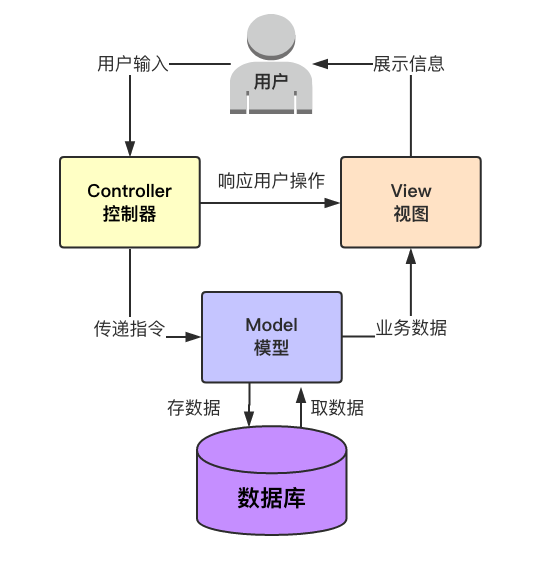 用户输入
用户
展示信息
Controller
控制器
响应用户操作
View
视图
传递指令
Model
模型
业务数据
存数据
取数据
数据库